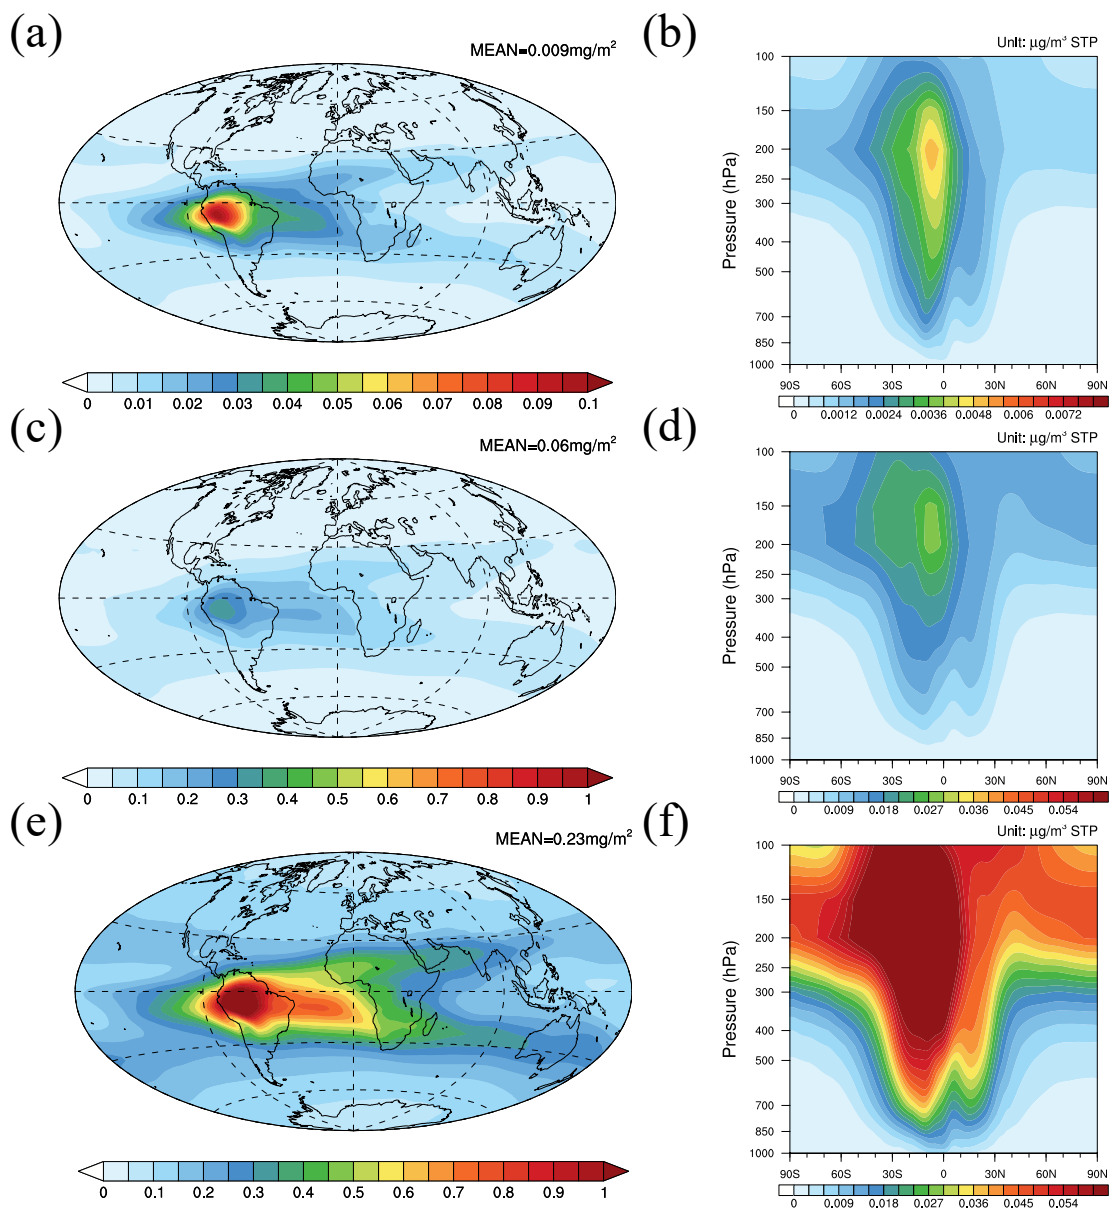 (a)
MEAN=0.009mg/m²
0 0.01 0.02 0.03 0.04 0.05 0.06 0.07 0.08 0.09 0.1
(b)
Unit: µg/m³ STP
Pressure (hPa)
100
150
200
250
300
400
500
700
850
1000
90S 60S 30S 0 30N 60N 90N
0 0.0012 0.0024 0.0036 0.0048 0.006 0.0072
(c)
MEAN=0.06mg/m²
0 0.1 0.2 0.3 0.4 0.5 0.6 0.7 0.8 0.9 1
(d)
Unit: µg/m³ STP
Pressure (hPa)
100
150
200
250
300
400
500
700
850
1000
90S 60S 30S 0 30N 60N 90N
0 0.009 0.018 0.027 0.036 0.045 0.054
(e)
MEAN=0.23mg/m²
0 0.1 0.2 0.3 0.4 0.5 0.6 0.7 0.8 0.9 1
(f)
Unit: µg/m³ STP
Pressure (hPa)
100
150
200
250
300
400
500
700
850
1000
90S 60S 30S 0 30N 60N 90N
0 0.009 0.018 0.027 0.036 0.045 0.054